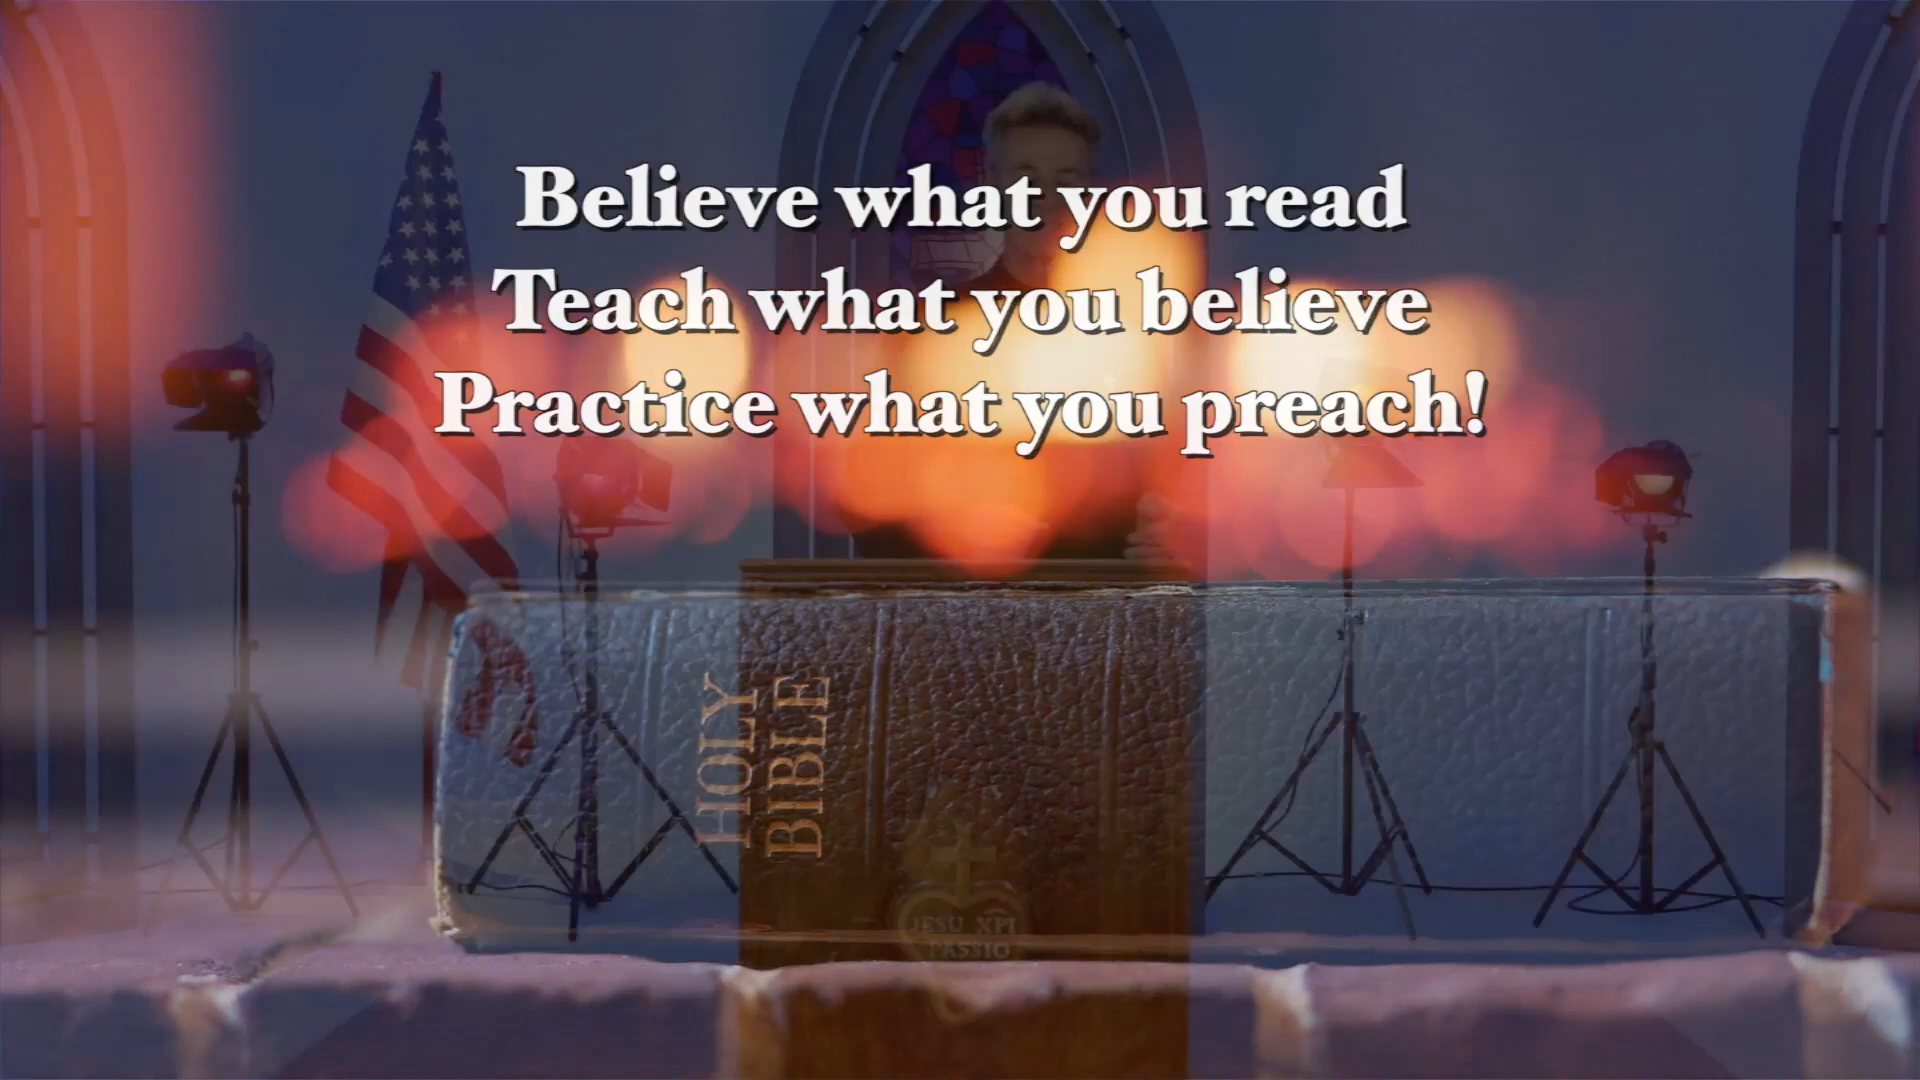 Believe what you read
Teach what you believe
Practice what you preach!
HOLY
BIBLE
JESU XPI
PASSIO